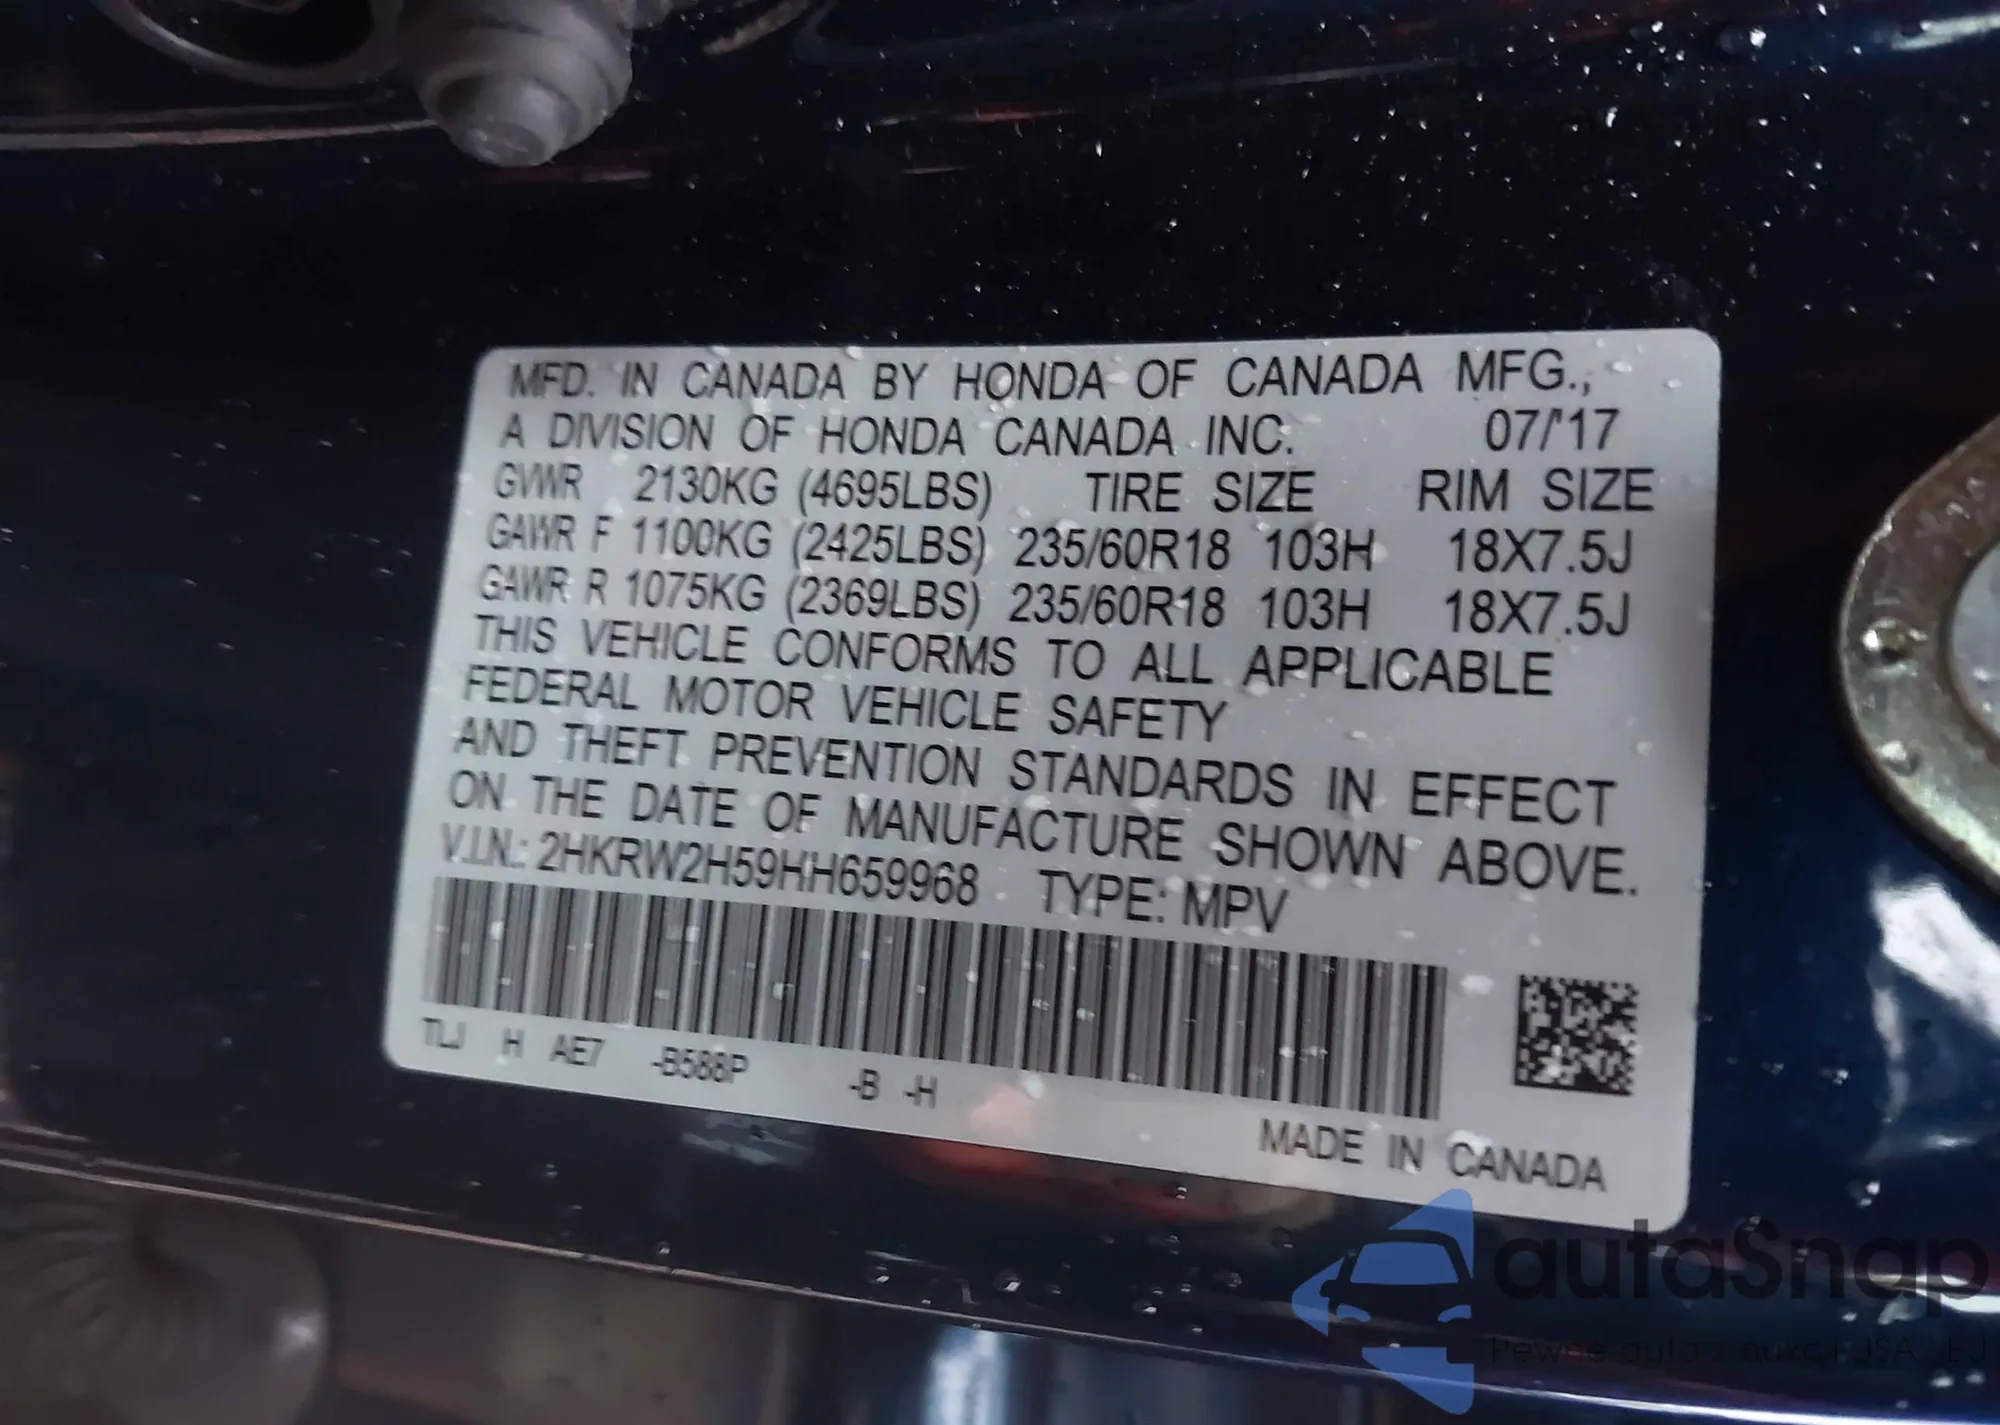 MFD. IN CANADA BY HONDA OF CANADA MFG.,
A DIVISION OF HONDA CANADA INC. 07/'17
GVWR 2130KG (4695LBS) TIRE SIZE RIM SIZE
GAWR F 1100KG (2425LBS) 235/60R18 103H 18X7.5J
GAWR R 1075KG (2369LBS) 235/60R18 103H 18X7.5J
THIS VEHICLE CONFORMS TO ALL APPLICABLE
FEDERAL MOTOR VEHICLE SAFETY
AND THEFT PREVENTION STANDARDS IN EFFECT
ON THE DATE OF MANUFACTURE SHOWN ABOVE.
V.I.N.: 2HKRW2H59HH659968 TYPE: MPV
TLJ H AE7 -B588P -B -H
MADE IN CANADA
autaSnap